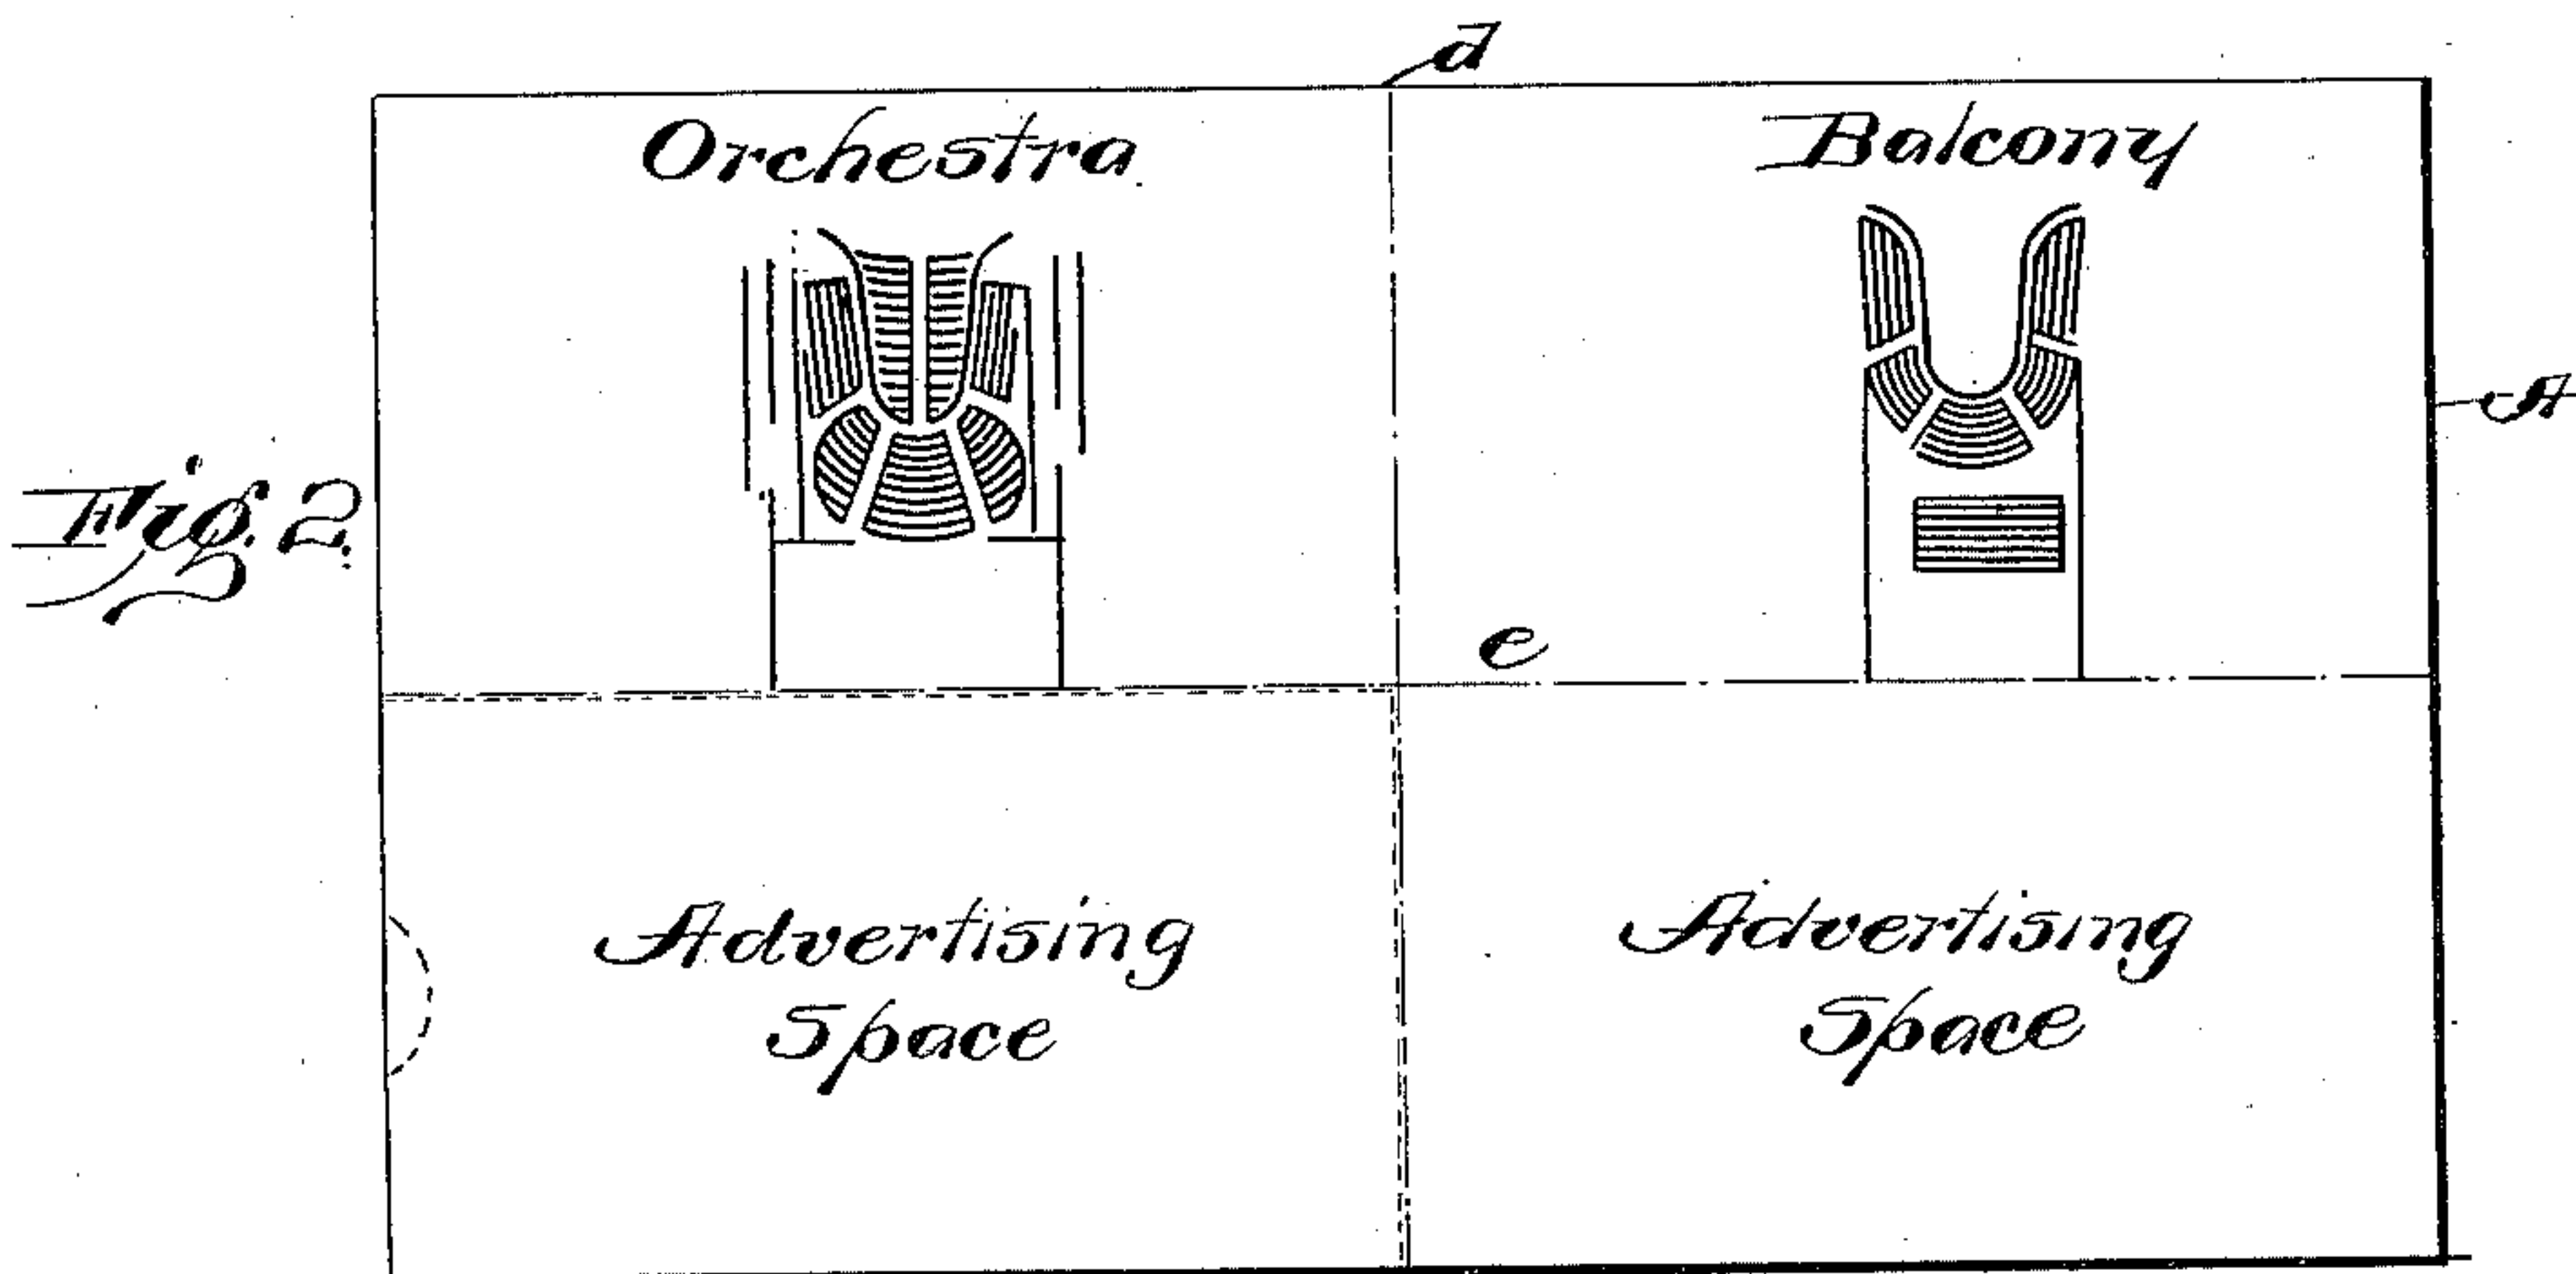 d
Orchestra
Balcony
A
Fig. 2.
e
Advertising
Space
Advertising
Space